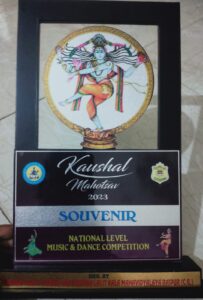 Kaushal
Mahotsav
2023
SOUVENIR
NATIONAL LEVEL
MUSIC & DANCE COMPETITION